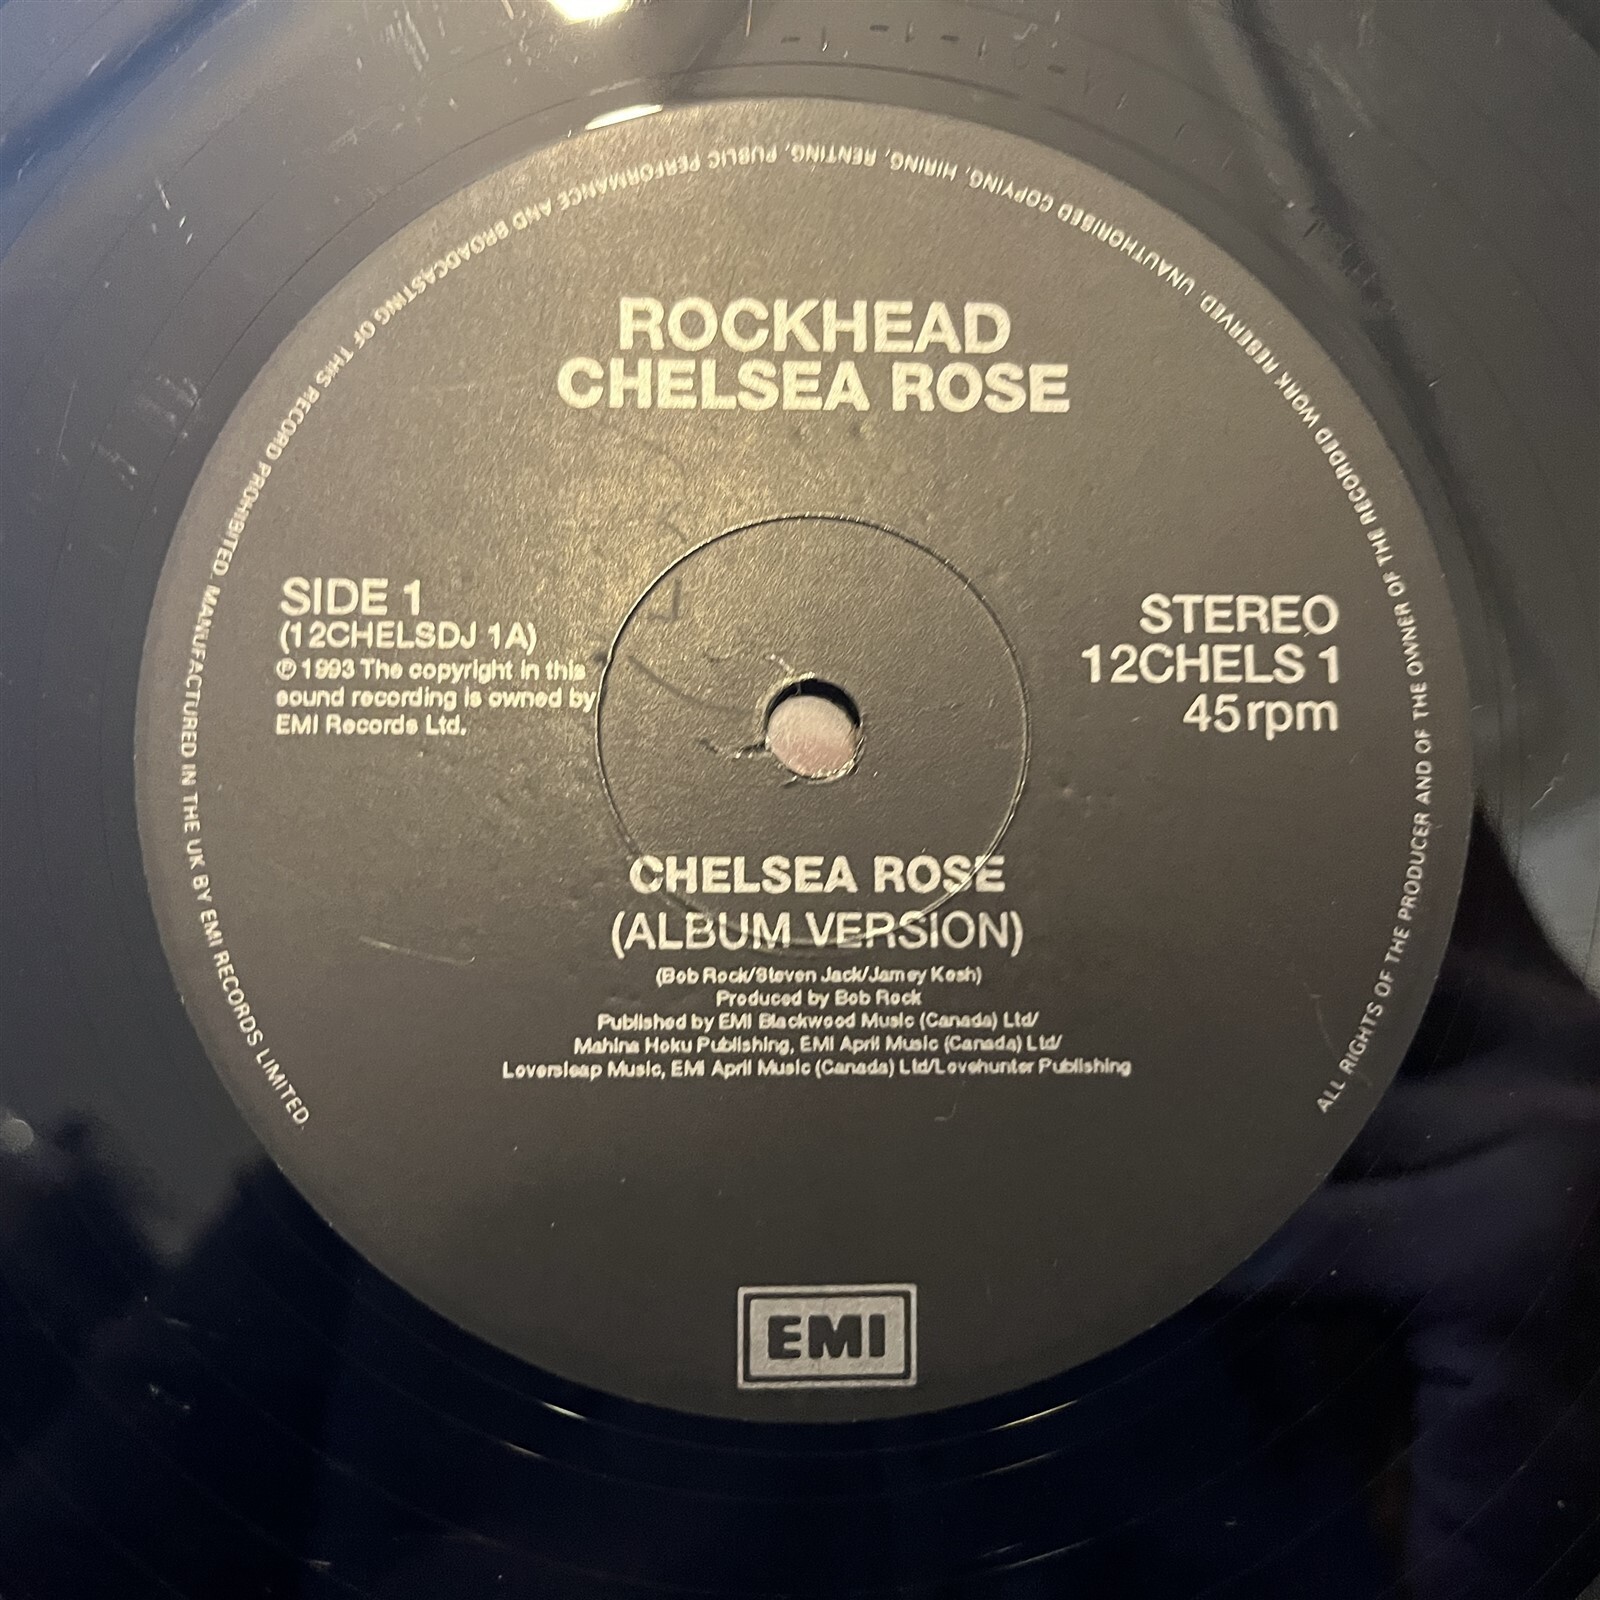 ROCKHEAD
CHELSEA ROSE
SIDE 1
(12CHELSDJ 1A)
℗ 1993 The copyright in this
sound recording is owned by
EMI Records Ltd.
STEREO
12CHELS 1
45rpm
CHELSEA ROSE
(ALBUM VERSION)
(Bob Rock/Steven Jack/Jamey Kosh)
Produced by Bob Rock
Published by EMI Blackwood Music (Canada) Ltd/
Mahina Hoku Publishing, EMI April Music (Canada) Ltd/
Loversleap Music, EMI April Music (Canada) Ltd/Lovehunter Publishing
EMI
ALL RIGHTS OF THE PRODUCER AND OF THE OWNER OF THE RECORDED WORK RESERVED. UNAUTHORISED COPYING, HIRING, RENTING, PUBLIC PERFORMANCE AND BROADCASTING OF THIS RECORD PROHIBITED. MANUFACTURED IN THE UK BY EMI RECORDS LIMITED.